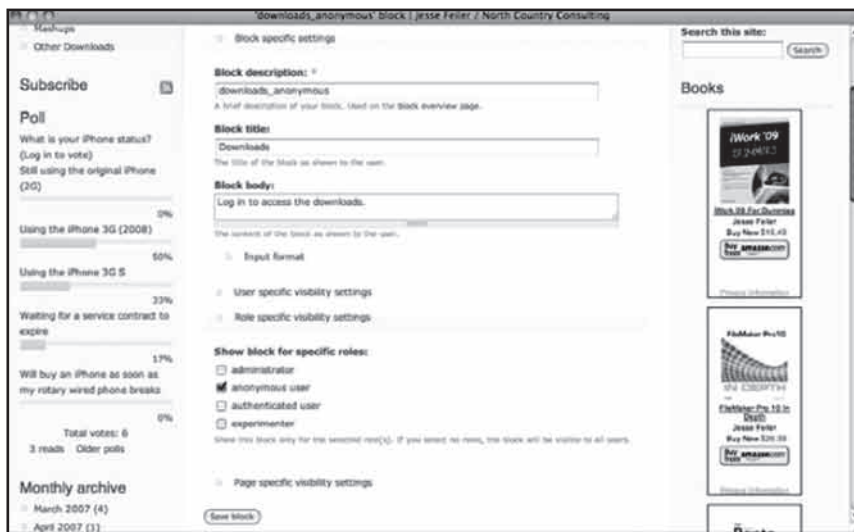 'downloads_anonymous' block | Jesse Feiler / North Country Consulting
Mashups
Other Downloads
Subscribe
Poll
What is your iPhone status?
(Log in to vote)
Still using the original iPhone
(2G)
0%
Using the iPhone 3G (2008)
50%
Using the iPhone 3G S
33%
Waiting for a service contract to
expire
17%
Will buy an iPhone as soon as
my rotary wired phone breaks
0%
Total votes: 6
3 reads Older polls
Monthly archive
March 2007 (4)
April 2007 (1)
Block specific settings
Block description: *
downloads_anonymous
A brief description of your block. Used on the block overview page.
Block title:
Downloads
The title of the block as shown to the user.
Block body:
Log in to access the downloads.
The content of the block as shown to the user.
Input format
User specific visibility settings
Role specific visibility settings
Show block for specific roles:
administrator
anonymous user
authenticated user
experimenter
Show this block only for the selected role(s). If you select no roles, the block will be visible to all users.
Page specific visibility settings
Save block
Search this site:
Search
Books
iWork '09
iWork 09 For Dummies
Jesse Feiler
Buy New
Buy from amazon.com
Privacy Information
FileMaker Pro 10
IN DEPTH
FileMaker Pro 10 In
Depth
Jesse Feiler
Buy New
Buy from amazon.com
Privacy Information